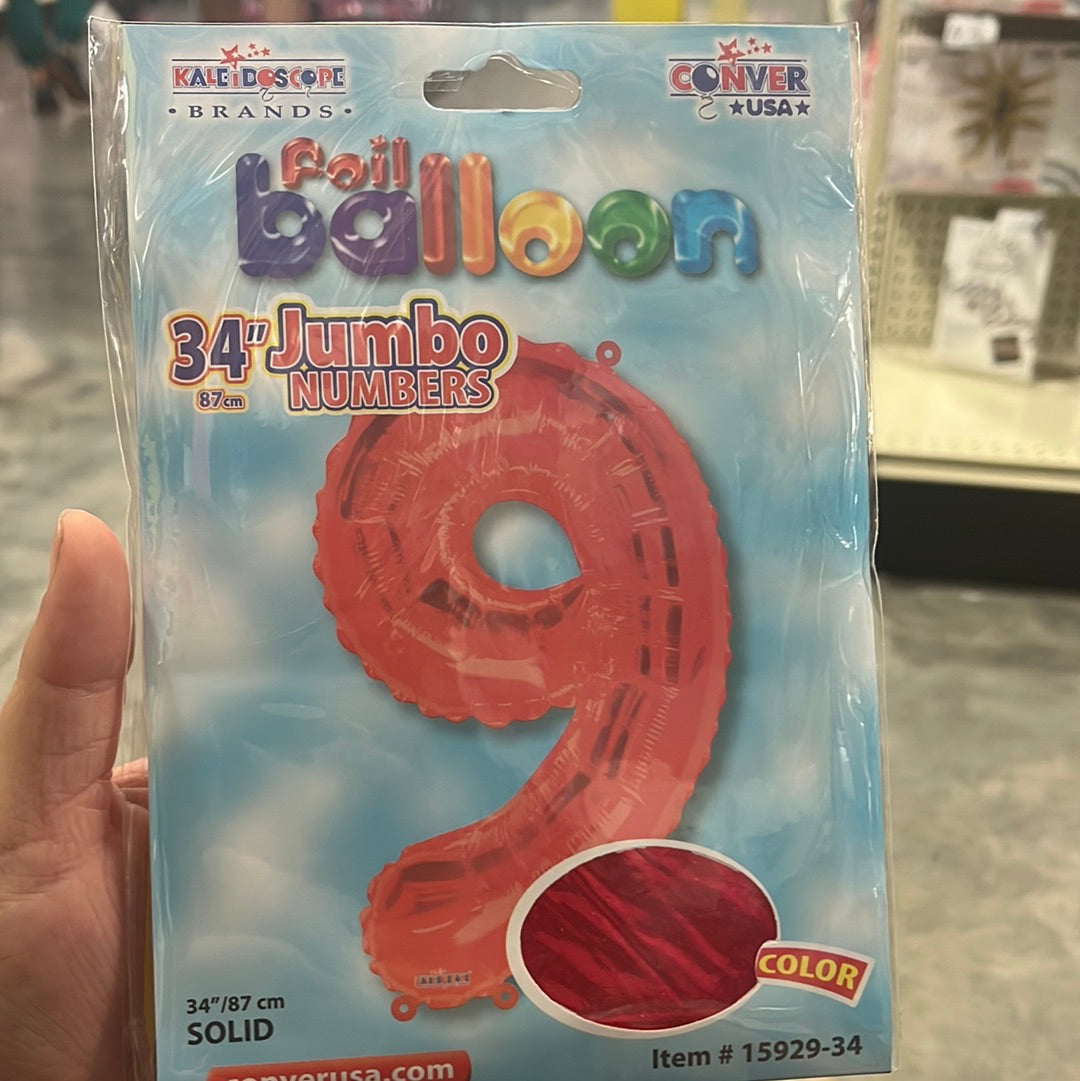 KALEIDOSCOPE
• BRANDS •
CONVER
★USA★
foil
balloon
34" Jumbo
87cm NUMBERS
COLOR
34"/87 cm
SOLID
Item # 15929-34
converusa.com